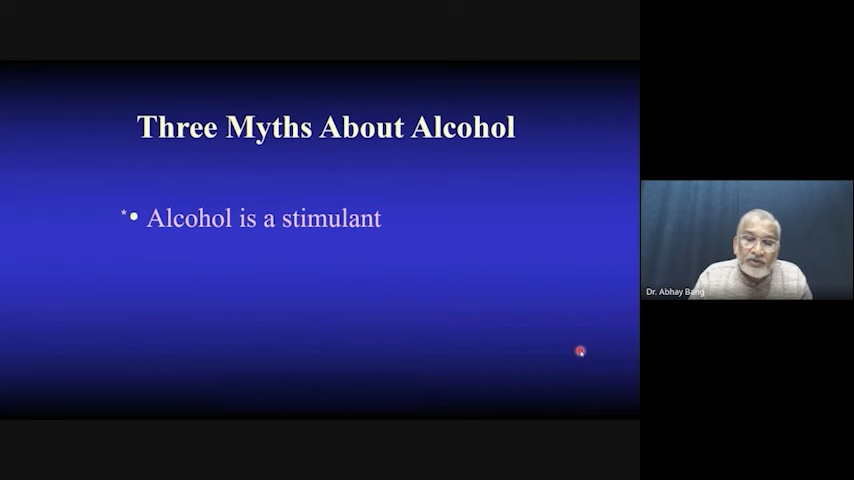 Three Myths About Alcohol
*• Alcohol is a stimulant
Dr. Abhay Bang